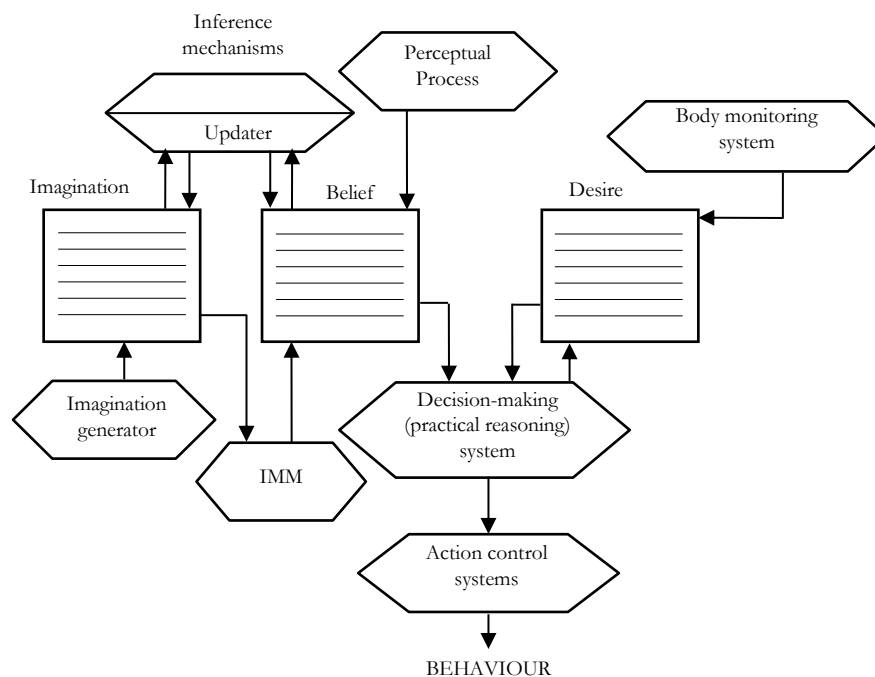 Inference
mechanisms
Perceptual
Process
Updater
Body monitoring
system
Imagination
Belief
Desire
Imagination
generator
Decision-making
(practical reasoning)
system
IMM
Action control
systems
BEHAVIOUR